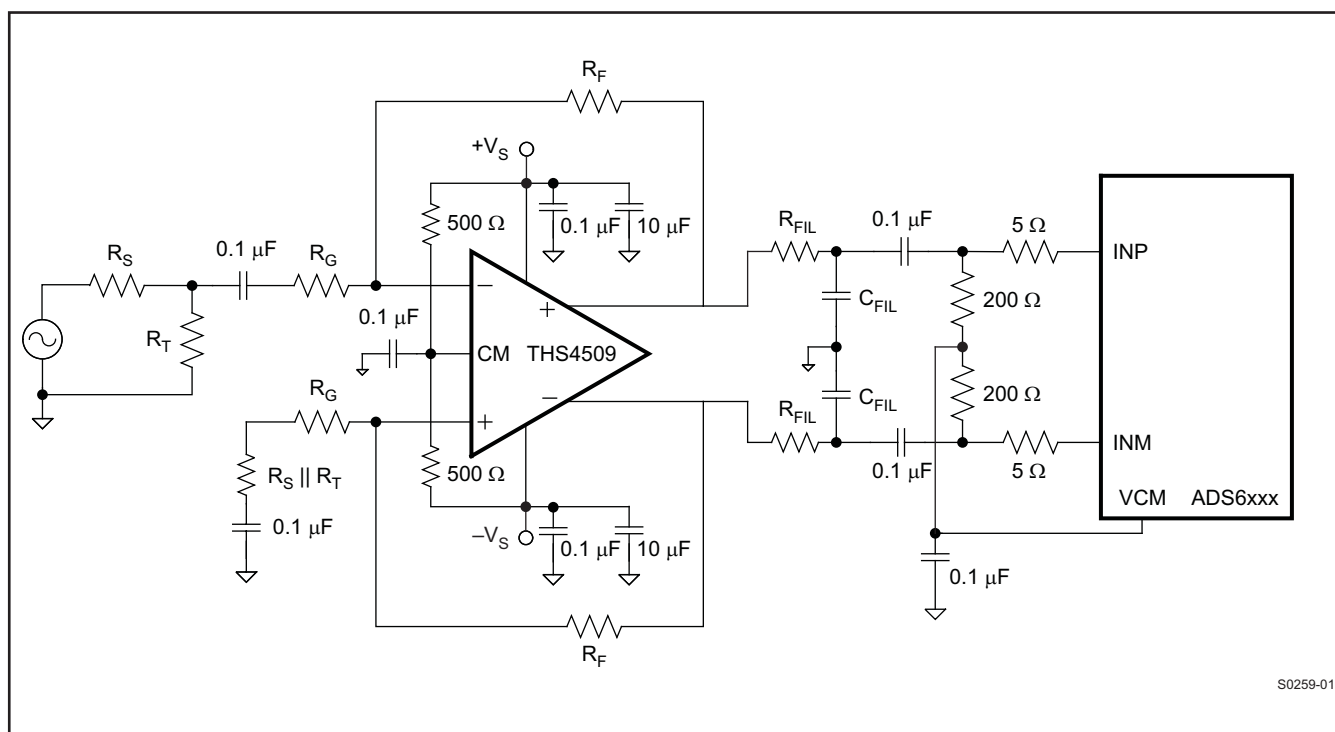 R_F
+V_S
500 Ω
0.1 μF
10 μF
R_FIL
0.1 μF
5 Ω
R_S
0.1 μF
R_G
−
INP
+
C_FIL
200 Ω
R_T
0.1 μF
CM
THS4509
R_G
−
C_FIL
200 Ω
+
R_FIL
INM
R_S || R_T
500 Ω
0.1 μF
5 Ω
VCM
ADS6xxx
0.1 μF
−V_S
0.1 μF
10 μF
0.1 μF
R_F
S0259-01